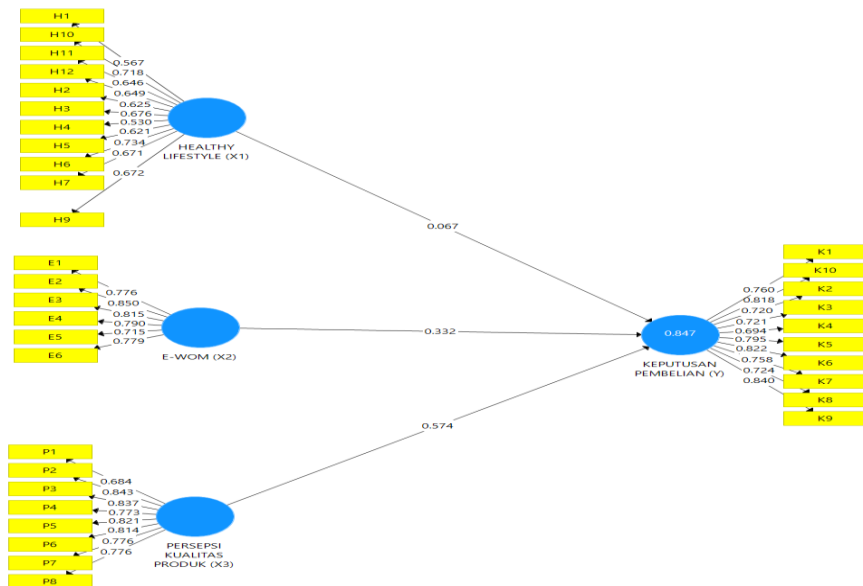 H1
H10
H11
H12
H2
H3
H4
H5
H6
H7
H9
0.567
0.718
0.646
0.649
0.625
0.676
0.530
0.621
0.734
0.671
0.672
HEALTHY
LIFESTYLE (X1)
0.067
E1
E2
E3
E4
E5
E6
0.776
0.850
0.815
0.790
0.715
0.779
E-WOM (X2)
0.332
P1
P2
P3
P4
P5
P6
P7
P8
0.684
0.843
0.837
0.773
0.821
0.814
0.776
0.776
PERSEPSI
KUALITAS
PRODUK (X3)
0.574
0.847
KEPUTUSAN
PEMBELIAN (Y)
0.760
0.818
0.720
0.721
0.694
0.795
0.822
0.758
0.724
0.840
K1
K10
K2
K3
K4
K5
K6
K7
K8
K9